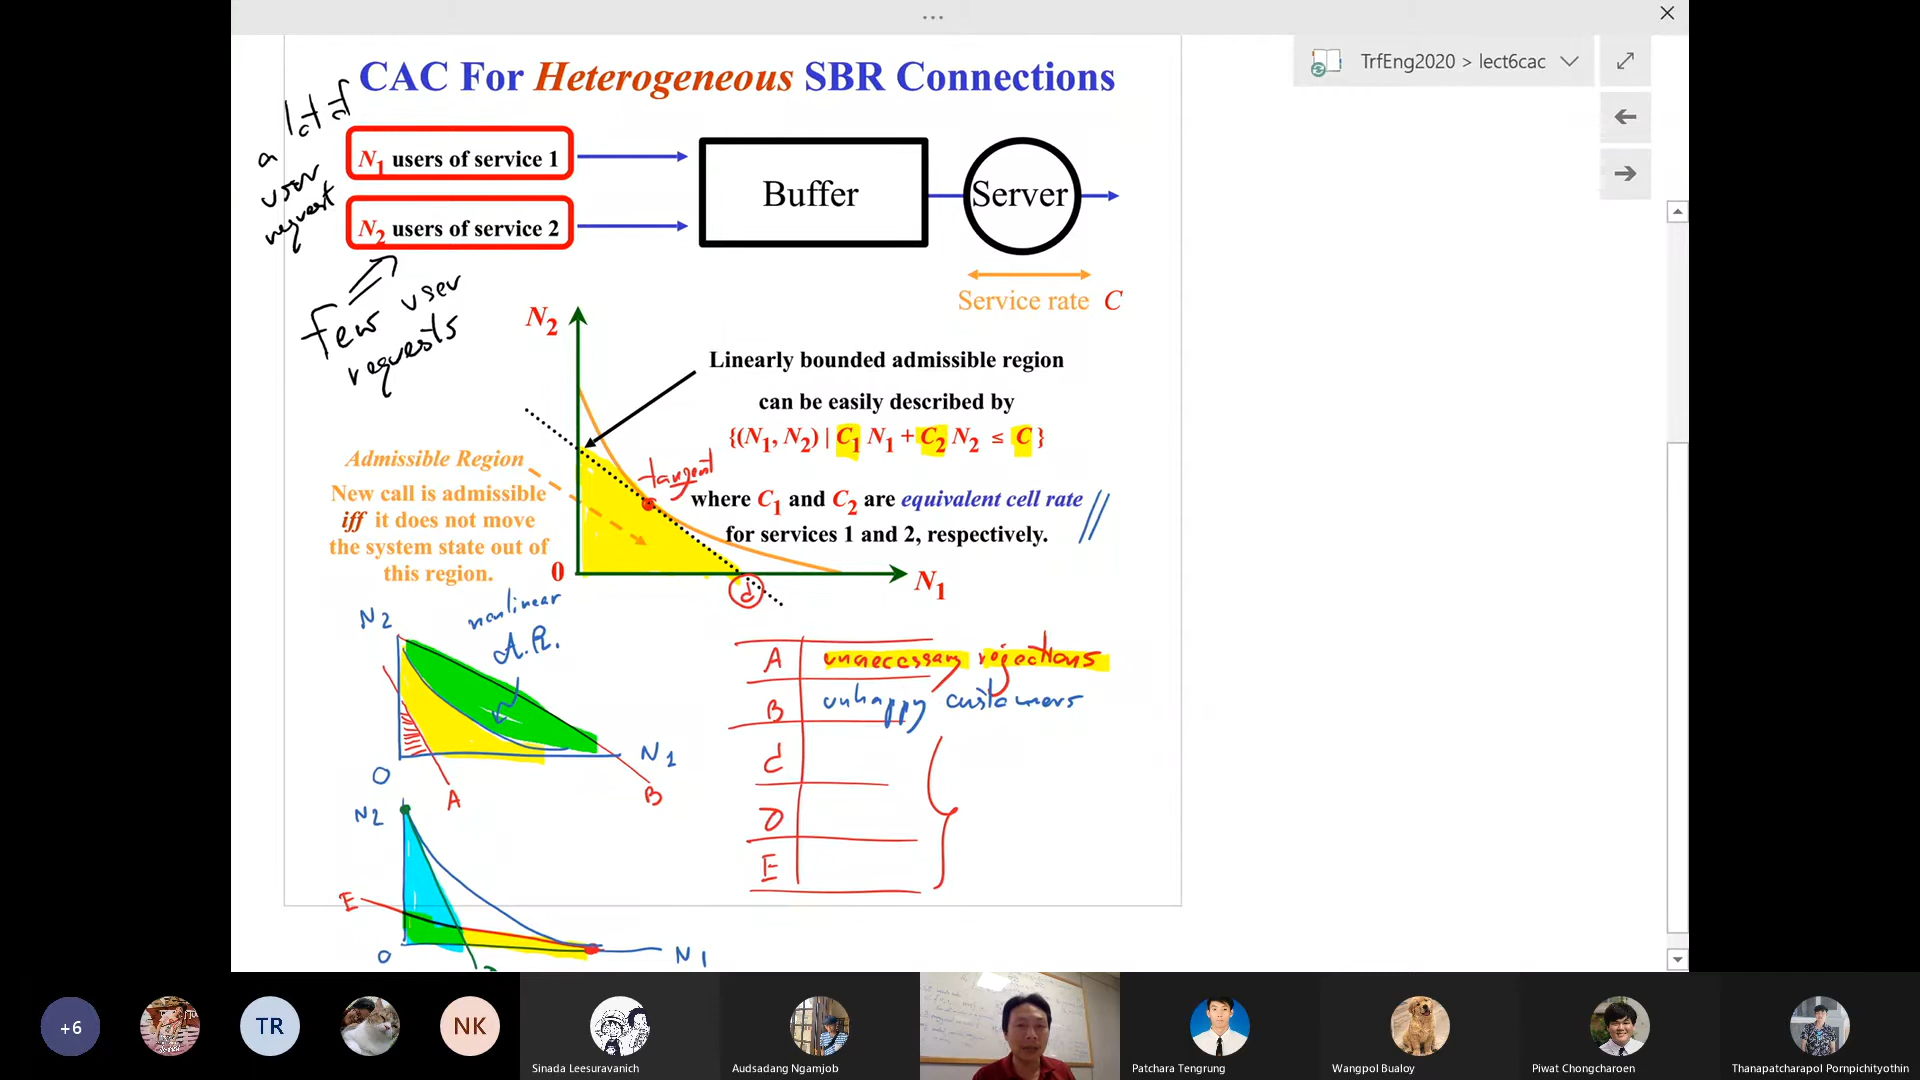 ...
TrfEng2020 > lect6cac
CAC For Heterogeneous SBR Connections
a lot of
user
request
N1 users of service 1
N2 users of service 2
Buffer
Server
Service rate C
few user
requests
N2
Linearly bounded admissible region
can be easily described by
{(N1, N2) | C1 N1 + C2 N2 ≤ C }
tangent
where C1 and C2 are equivalent cell rate
for services 1 and 2, respectively.
Admissible Region
New call is admissible
iff it does not move
the system state out of
this region.
0
N1
d
N2
nonlinear
A.R.
N1
0
A
B
A unnecessary rejections
B unhappy customers
d
D
E
N2
E
0
N1
+6
TR
NK
Sinada Leesuravanich
Audsadang Ngamjob
Patchara Tengrung
Wangpol Bualoy
Piwat Chongcharoen
Thanapatcharapol Pornpichityothin